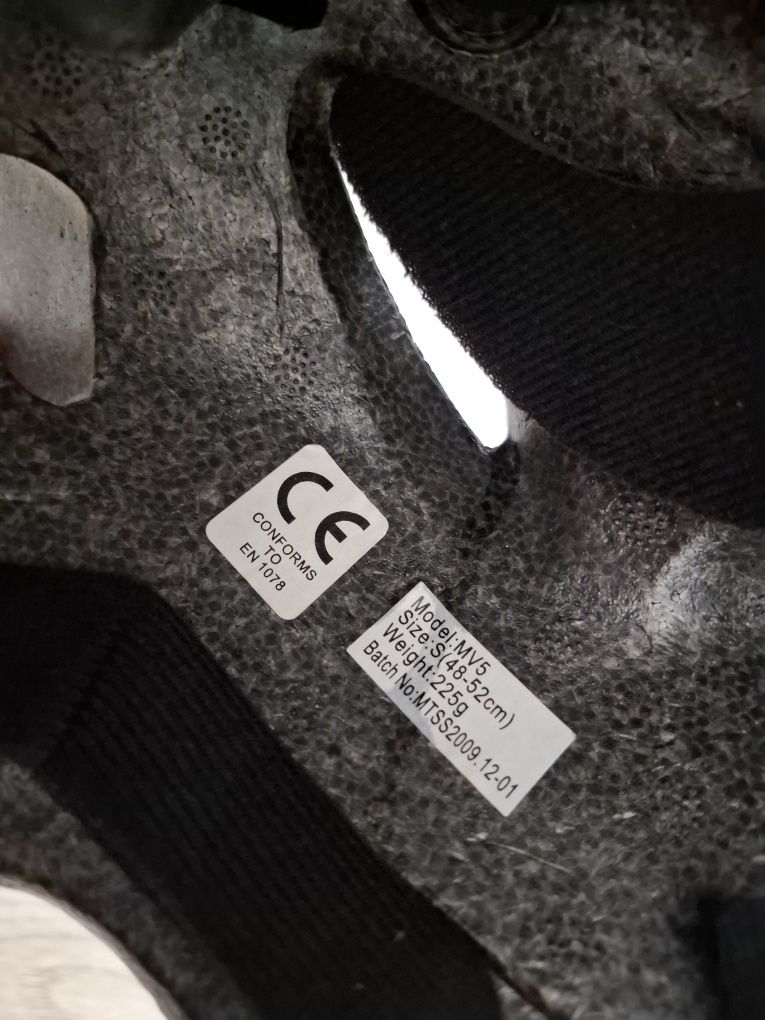 CE
CONFORMS
TO
EN 1078
Model:MV5
Size:S(48-52cm)
Weight:225g
Batch No:MTSS2009.12-01